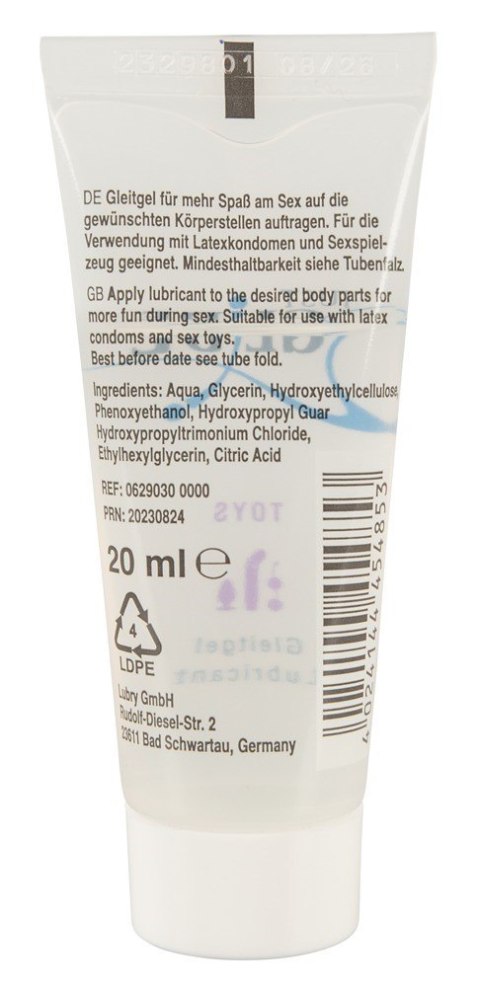 2329801 08/26
DE Gleitgel für mehr Spaß am Sex auf die
gewünschten Körperstellen auftragen. Für die
Verwendung mit Latexkondomen und Sexspiel-
zeug geeignet. Mindesthaltbarkeit siehe Tubenfalz.
GB Apply lubricant to the desired body parts for
more fun during sex. Suitable for use with latex
condoms and sex toys.
Best before date see tube fold.
Ingredients: Aqua, Glycerin, Hydroxyethylcellulose,
Phenoxyethanol, Hydroxypropyl Guar
Hydroxypropyltrimonium Chloride,
Ethylhexylglycerin, Citric Acid
REF: 0629030 0000
PRN: 20230824
TOYS
20 ml e
Gleitgel
Lubricant
4
LDPE
Lubry GmbH
Rudolf-Diesel-Str. 2
23611 Bad Schwartau, Germany
4 024144 454853